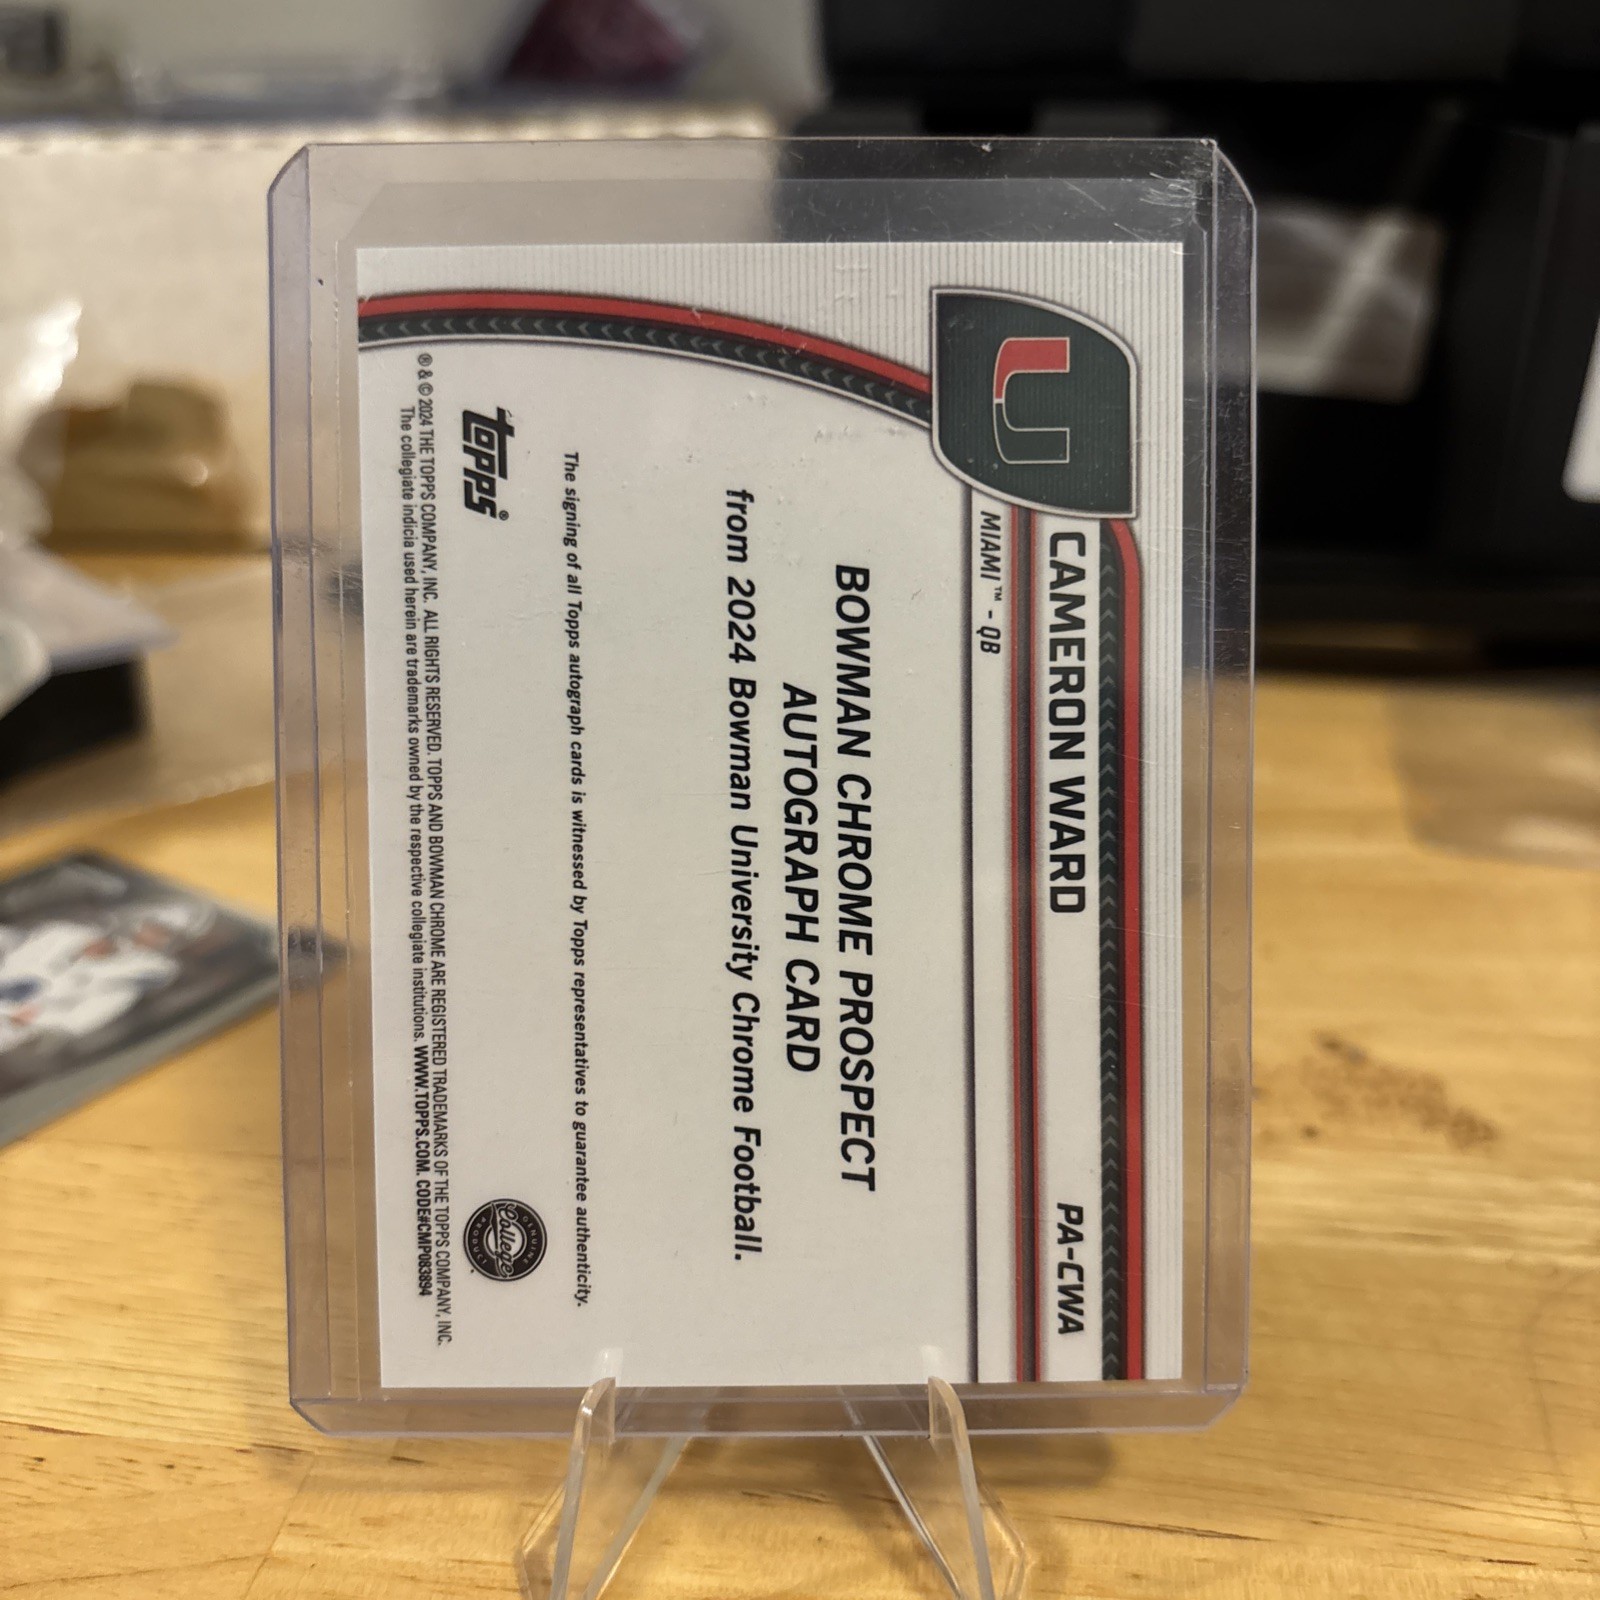 CAMERON WARD
PA-CWA
MIAMI™ - QB
BOWMAN CHROME PROSPECT
AUTOGRAPH CARD
from 2024 Bowman University Chrome Football.
The signing of all Topps autograph cards is witnessed by Topps representatives to guarantee authenticity.
topps®
GENUINE
College
PRODUCT
® & © 2024 THE TOPPS COMPANY, INC. ALL RIGHTS RESERVED. TOPPS AND BOWMAN CHROME ARE REGISTERED TRADEMARKS OF THE TOPPS COMPANY, INC.
The collegiate indicia used herein are trademarks owned by the respective collegiate institutions. WWW.TOPPS.COM. CODE#CMP083894